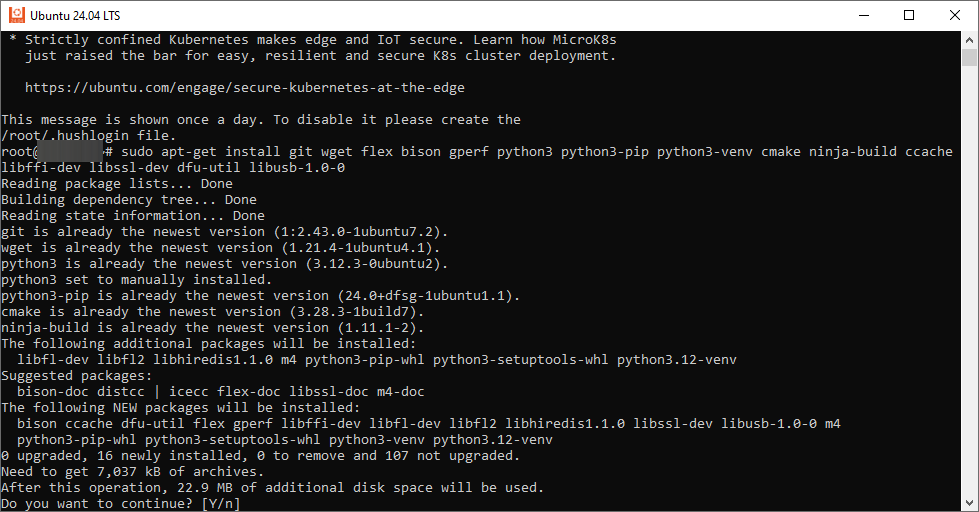 Ubuntu 24.04 LTS
* Strictly confined Kubernetes makes edge and IoT secure. Learn how MicroK8s
just raised the bar for easy, resilient and secure K8s cluster deployment.
https://ubuntu.com/engage/secure-kubernetes-at-the-edge
This message is shown once a day. To disable it please create the
/root/.hushlogin file.
root@ # sudo apt-get install git wget flex bison gperf python3 python3-pip python3-venv cmake ninja-build ccache
libffi-dev libssl-dev dfu-util libusb-1.0-0
Reading package lists... Done
Building dependency tree... Done
Reading state information... Done
git is already the newest version (1:2.43.0-1ubuntu7.2).
wget is already the newest version (1.21.4-1ubuntu4.1).
python3 is already the newest version (3.12.3-0ubuntu2).
python3 set to manually installed.
python3-pip is already the newest version (24.0+dfsg-1ubuntu1.1).
cmake is already the newest version (3.28.3-1build7).
ninja-build is already the newest version (1.11.1-2).
The following additional packages will be installed:
libfl-dev libfl2 libhiredis1.1.0 m4 python3-pip-whl python3-setuptools-whl python3.12-venv
Suggested packages:
bison-doc distcc | icecc flex-doc libssl-doc m4-doc
The following NEW packages will be installed:
bison ccache dfu-util flex gperf libffi-dev libfl-dev libfl2 libhiredis1.1.0 libssl-dev libusb-1.0-0 m4
python3-pip-whl python3-setuptools-whl python3-venv python3.12-venv
0 upgraded, 16 newly installed, 0 to remove and 107 not upgraded.
Need to get 7,037 kB of archives.
After this operation, 22.9 MB of additional disk space will be used.
Do you want to continue? [Y/n]